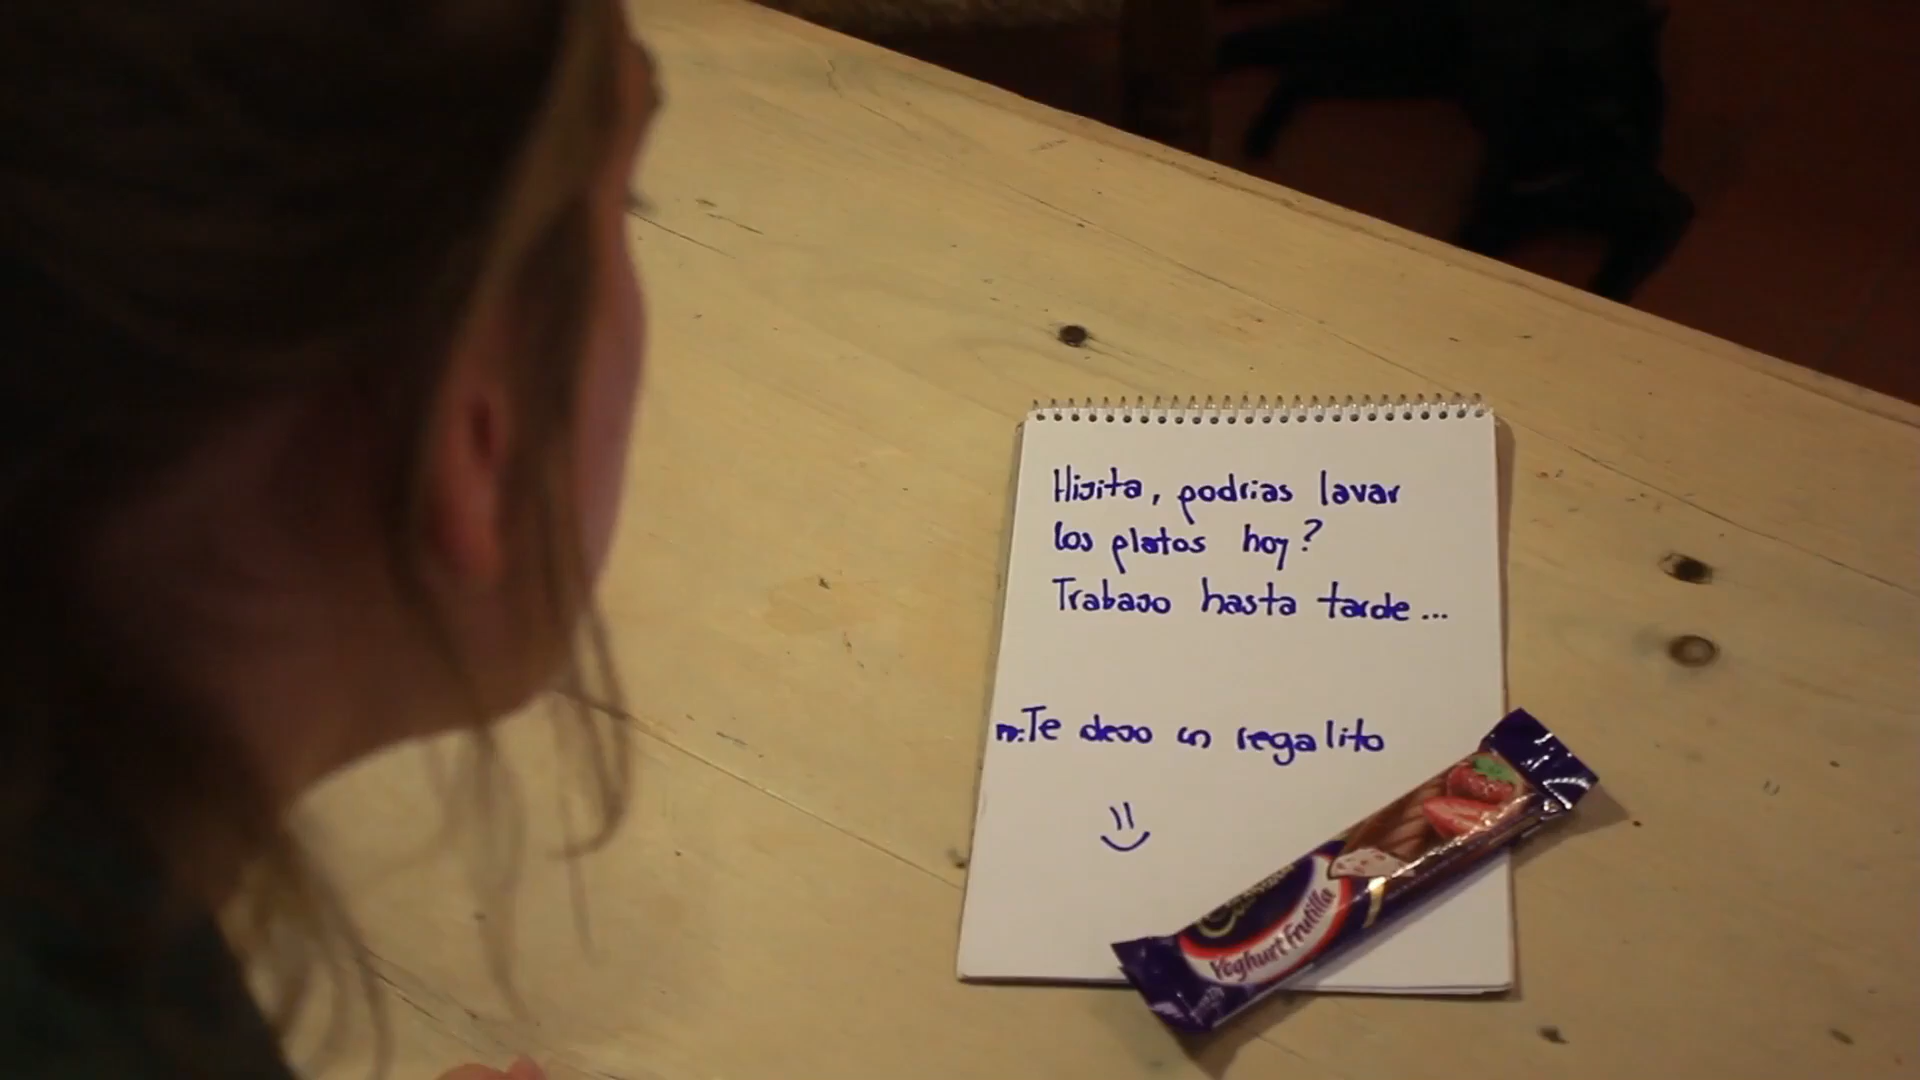 Hijita, podrias lavar
los platos hoy?
Trabajo hasta tarde...
Te dejo un regalito
Yoghurt frutilla